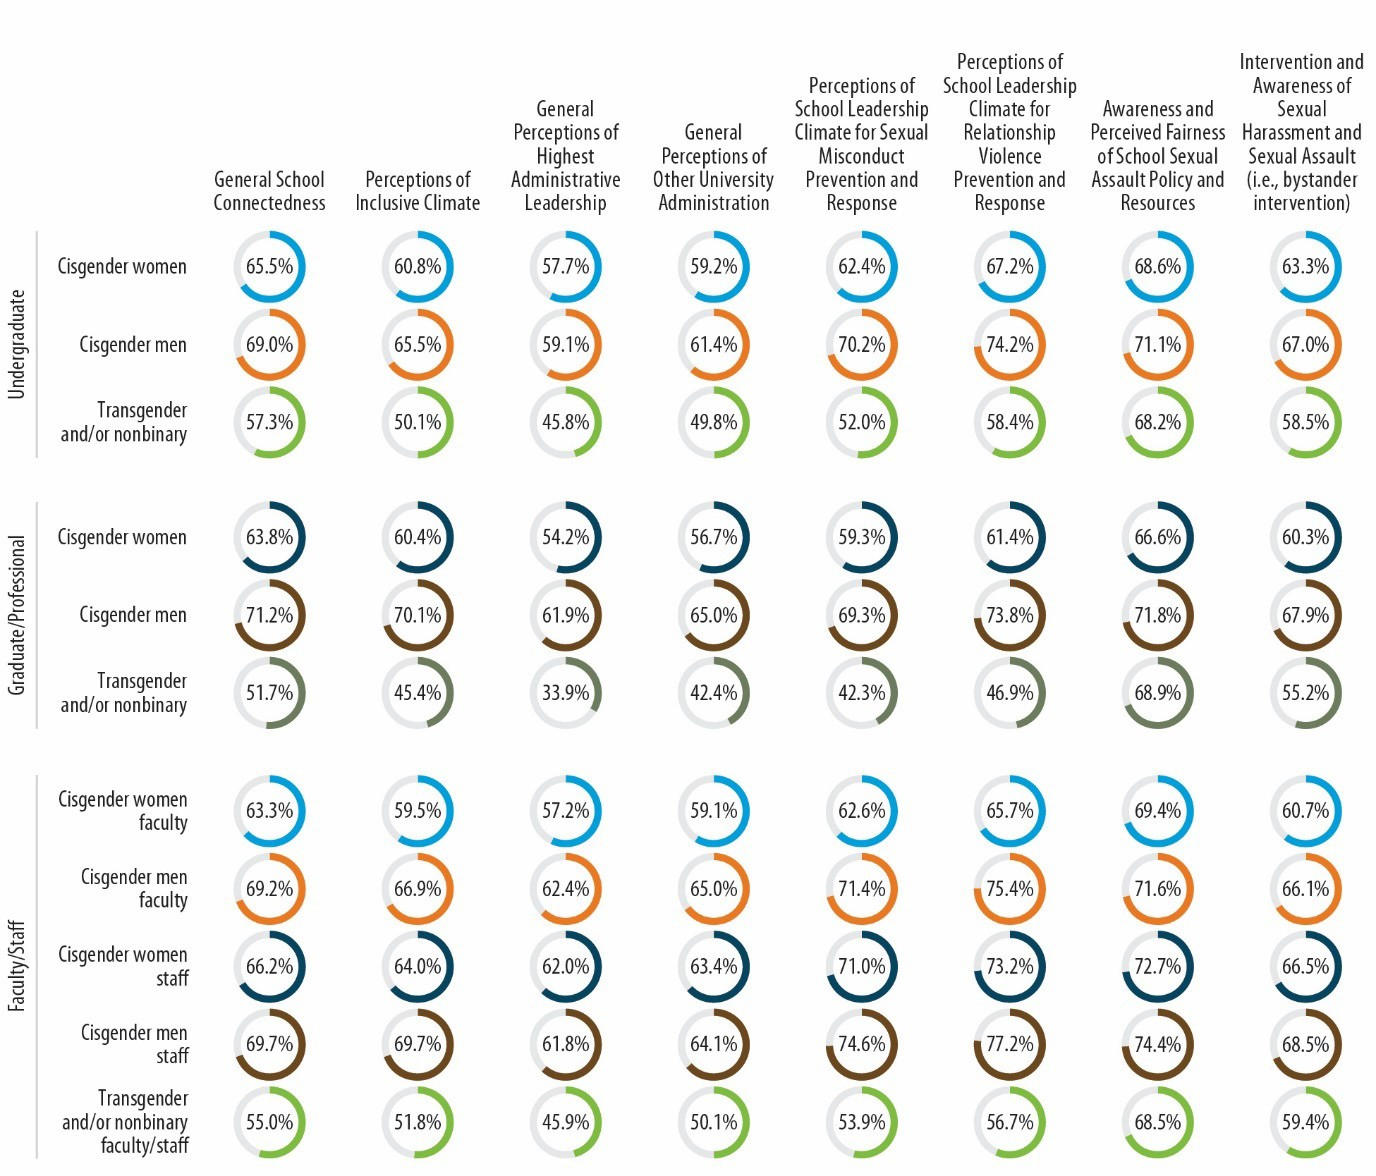 General School
Connectedness
Perceptions of
Inclusive Climate
General
Perceptions of
Highest
Administrative
Leadership
General
Perceptions of
Other University
Administration
Perceptions of
School Leadership
Climate for Sexual
Misconduct
Prevention and
Response
Perceptions of
School Leadership
Climate for
Relationship
Violence
Prevention and
Response
Awareness and
Perceived Fairness
of School Sexual
Assault Policy and
Resources
Intervention and
Awareness of
Sexual
Harassment and
Sexual Assault
(i.e., bystander
intervention)
Undergraduate
Cisgender women 65.5% 60.8% 57.7% 59.2% 62.4% 67.2% 68.6% 63.3%
Cisgender men 69.0% 65.5% 59.1% 61.4% 70.2% 74.2% 71.1% 67.0%
Transgender
and/or nonbinary 57.3% 50.1% 45.8% 49.8% 52.0% 58.4% 68.2% 58.5%
Graduate/Professional
Cisgender women 63.8% 60.4% 54.2% 56.7% 59.3% 61.4% 66.6% 60.3%
Cisgender men 71.2% 70.1% 61.9% 65.0% 69.3% 73.8% 71.8% 67.9%
Transgender
and/or nonbinary 51.7% 45.4% 33.9% 42.4% 42.3% 46.9% 68.9% 55.2%
Faculty/Staff
Cisgender women
faculty 63.3% 59.5% 57.2% 59.1% 62.6% 65.7% 69.4% 60.7%
Cisgender men
faculty 69.2% 66.9% 62.4% 65.0% 71.4% 75.4% 71.6% 66.1%
Cisgender women
staff 66.2% 64.0% 62.0% 63.4% 71.0% 73.2% 72.7% 66.5%
Cisgender men
staff 69.7% 69.7% 61.8% 64.1% 74.6% 77.2% 74.4% 68.5%
Transgender
and/or nonbinary 55.0% 51.8% 45.9% 50.1% 53.9% 56.7% 68.5% 59.4%
faculty/staff